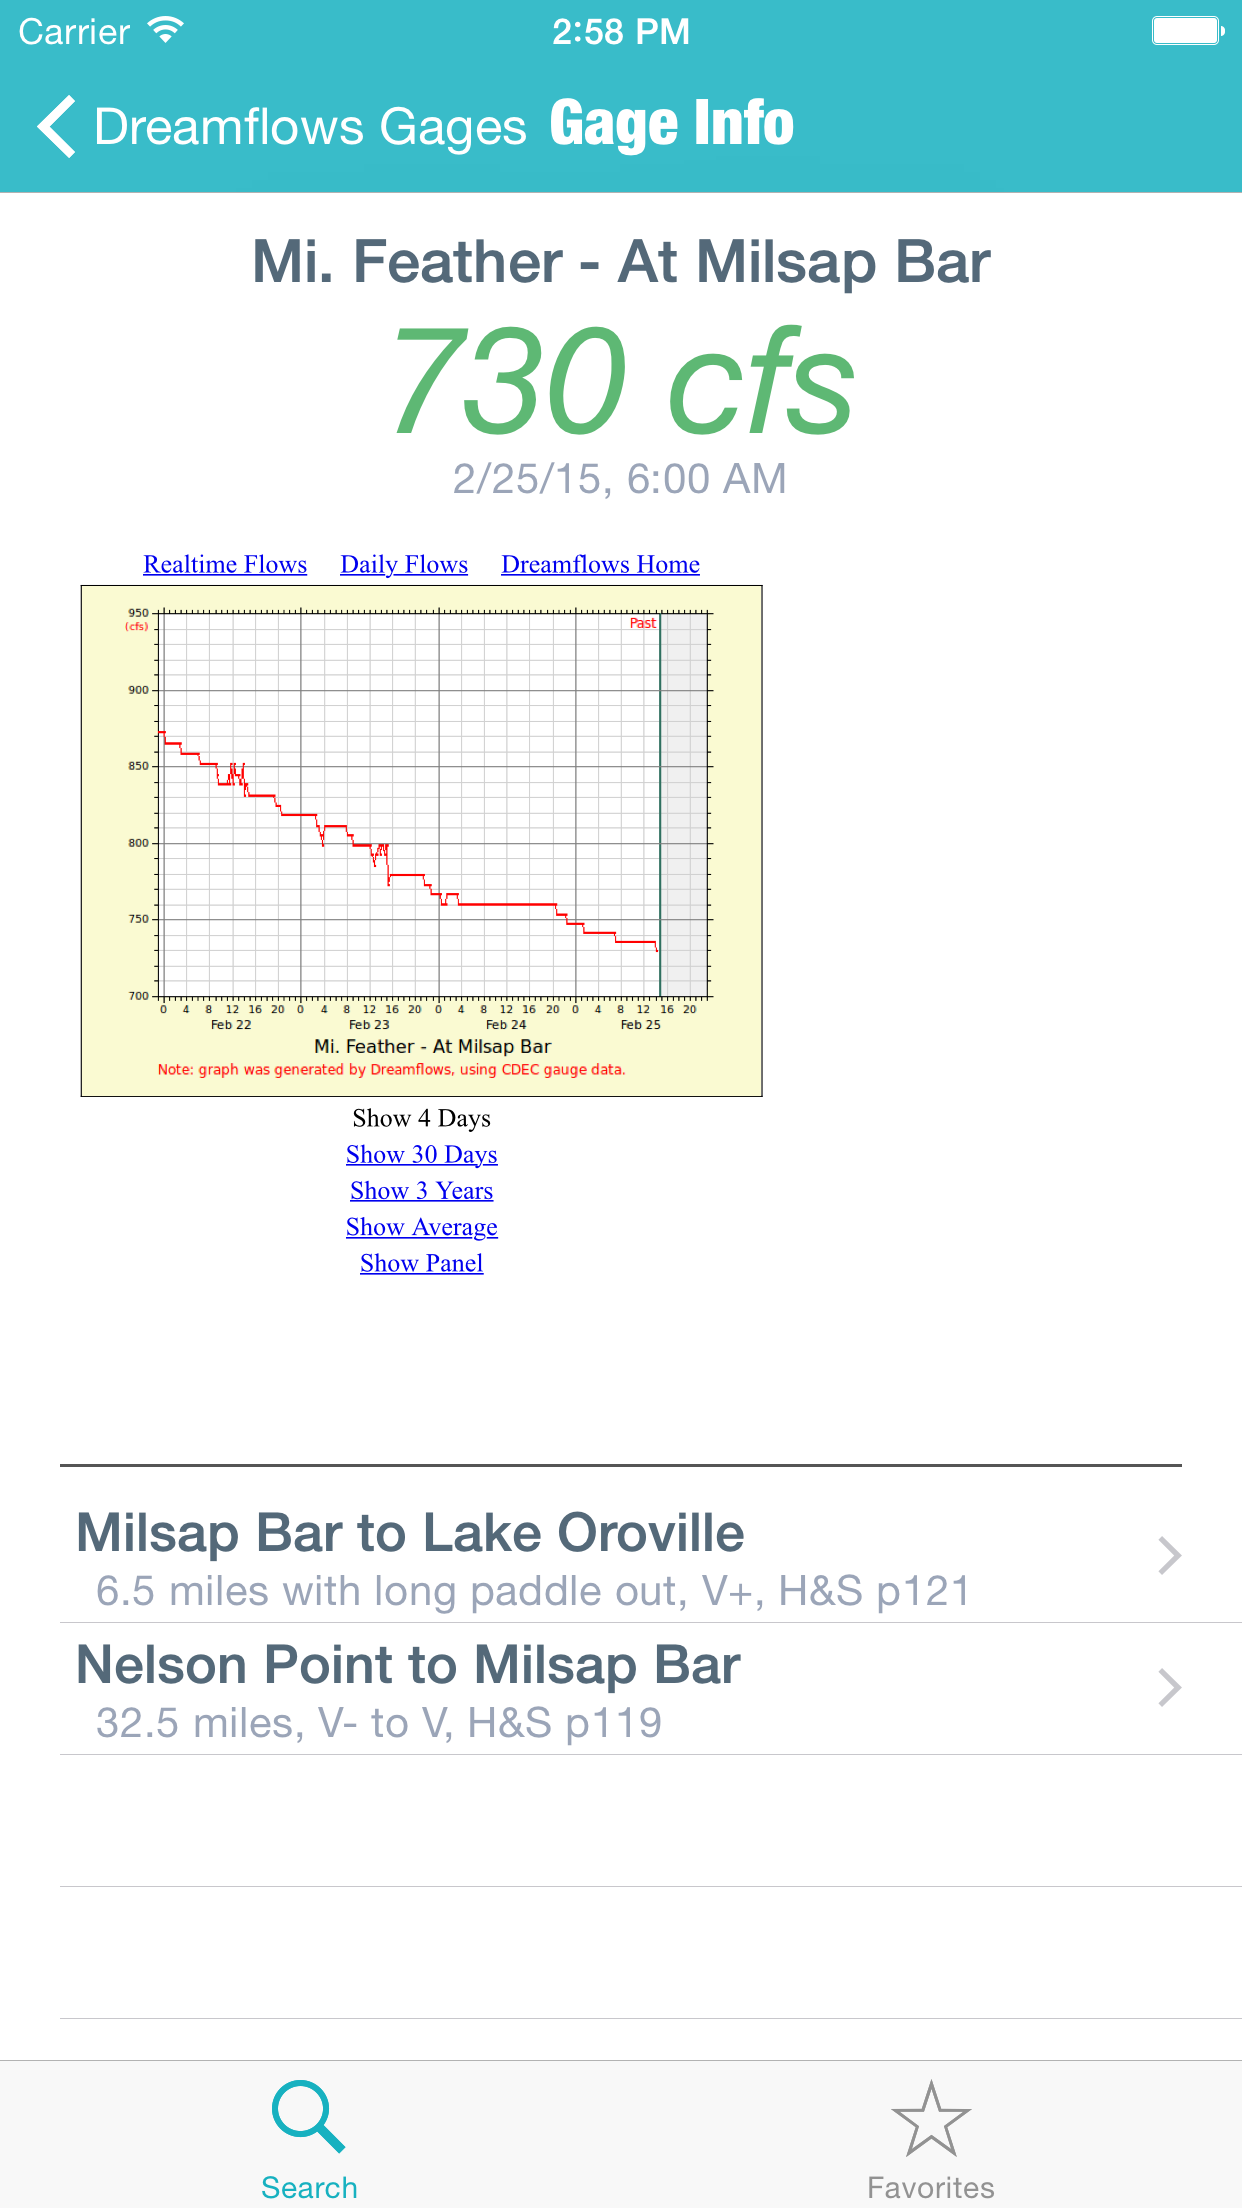 Carrier 2:58 PM
Dreamflows Gages Gage Info
Mi. Feather - At Milsap Bar
730 cfs
2/25/15, 6:00 AM
Realtime Flows Daily Flows Dreamflows Home
950
(cfs)
Past
900
850
800
750
700
0 4 8 12 16 20 0 4 8 12 16 20 0 4 8 12 16 20 0 4 8 12 16 20
Feb 22 Feb 23 Feb 24 Feb 25
Mi. Feather - At Milsap Bar
Note: graph was generated by Dreamflows, using CDEC gauge data.
Show 4 Days
Show 30 Days
Show 3 Years
Show Average
Show Panel
Milsap Bar to Lake Oroville
6.5 miles with long paddle out, V+, H&S p121
Nelson Point to Milsap Bar
32.5 miles, V- to V, H&S p119
Search Favorites